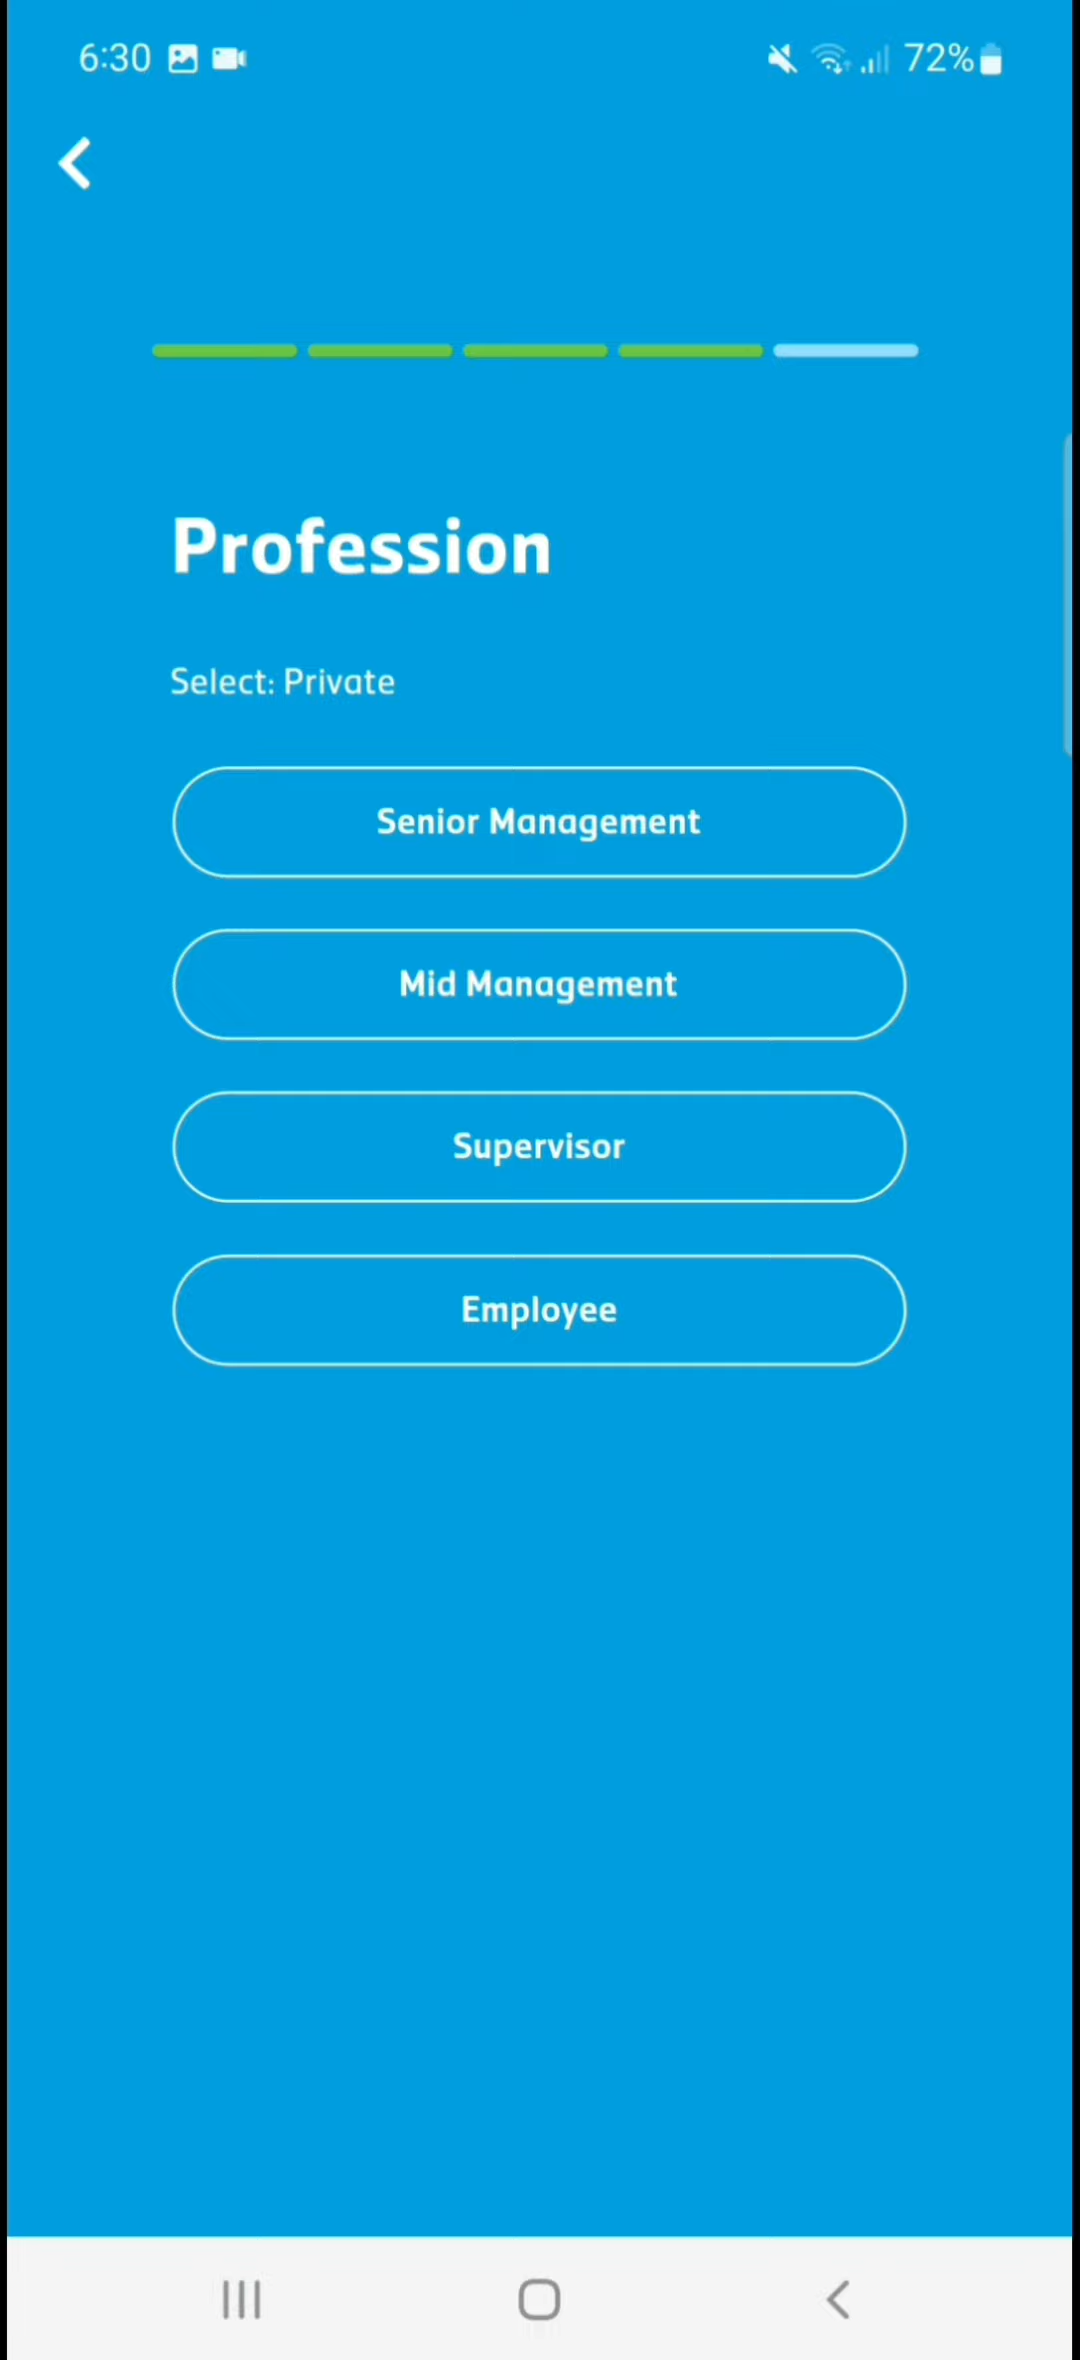 6:30
72%
Profession
Select: Private
Senior Management
Mid Management
Supervisor
Employee